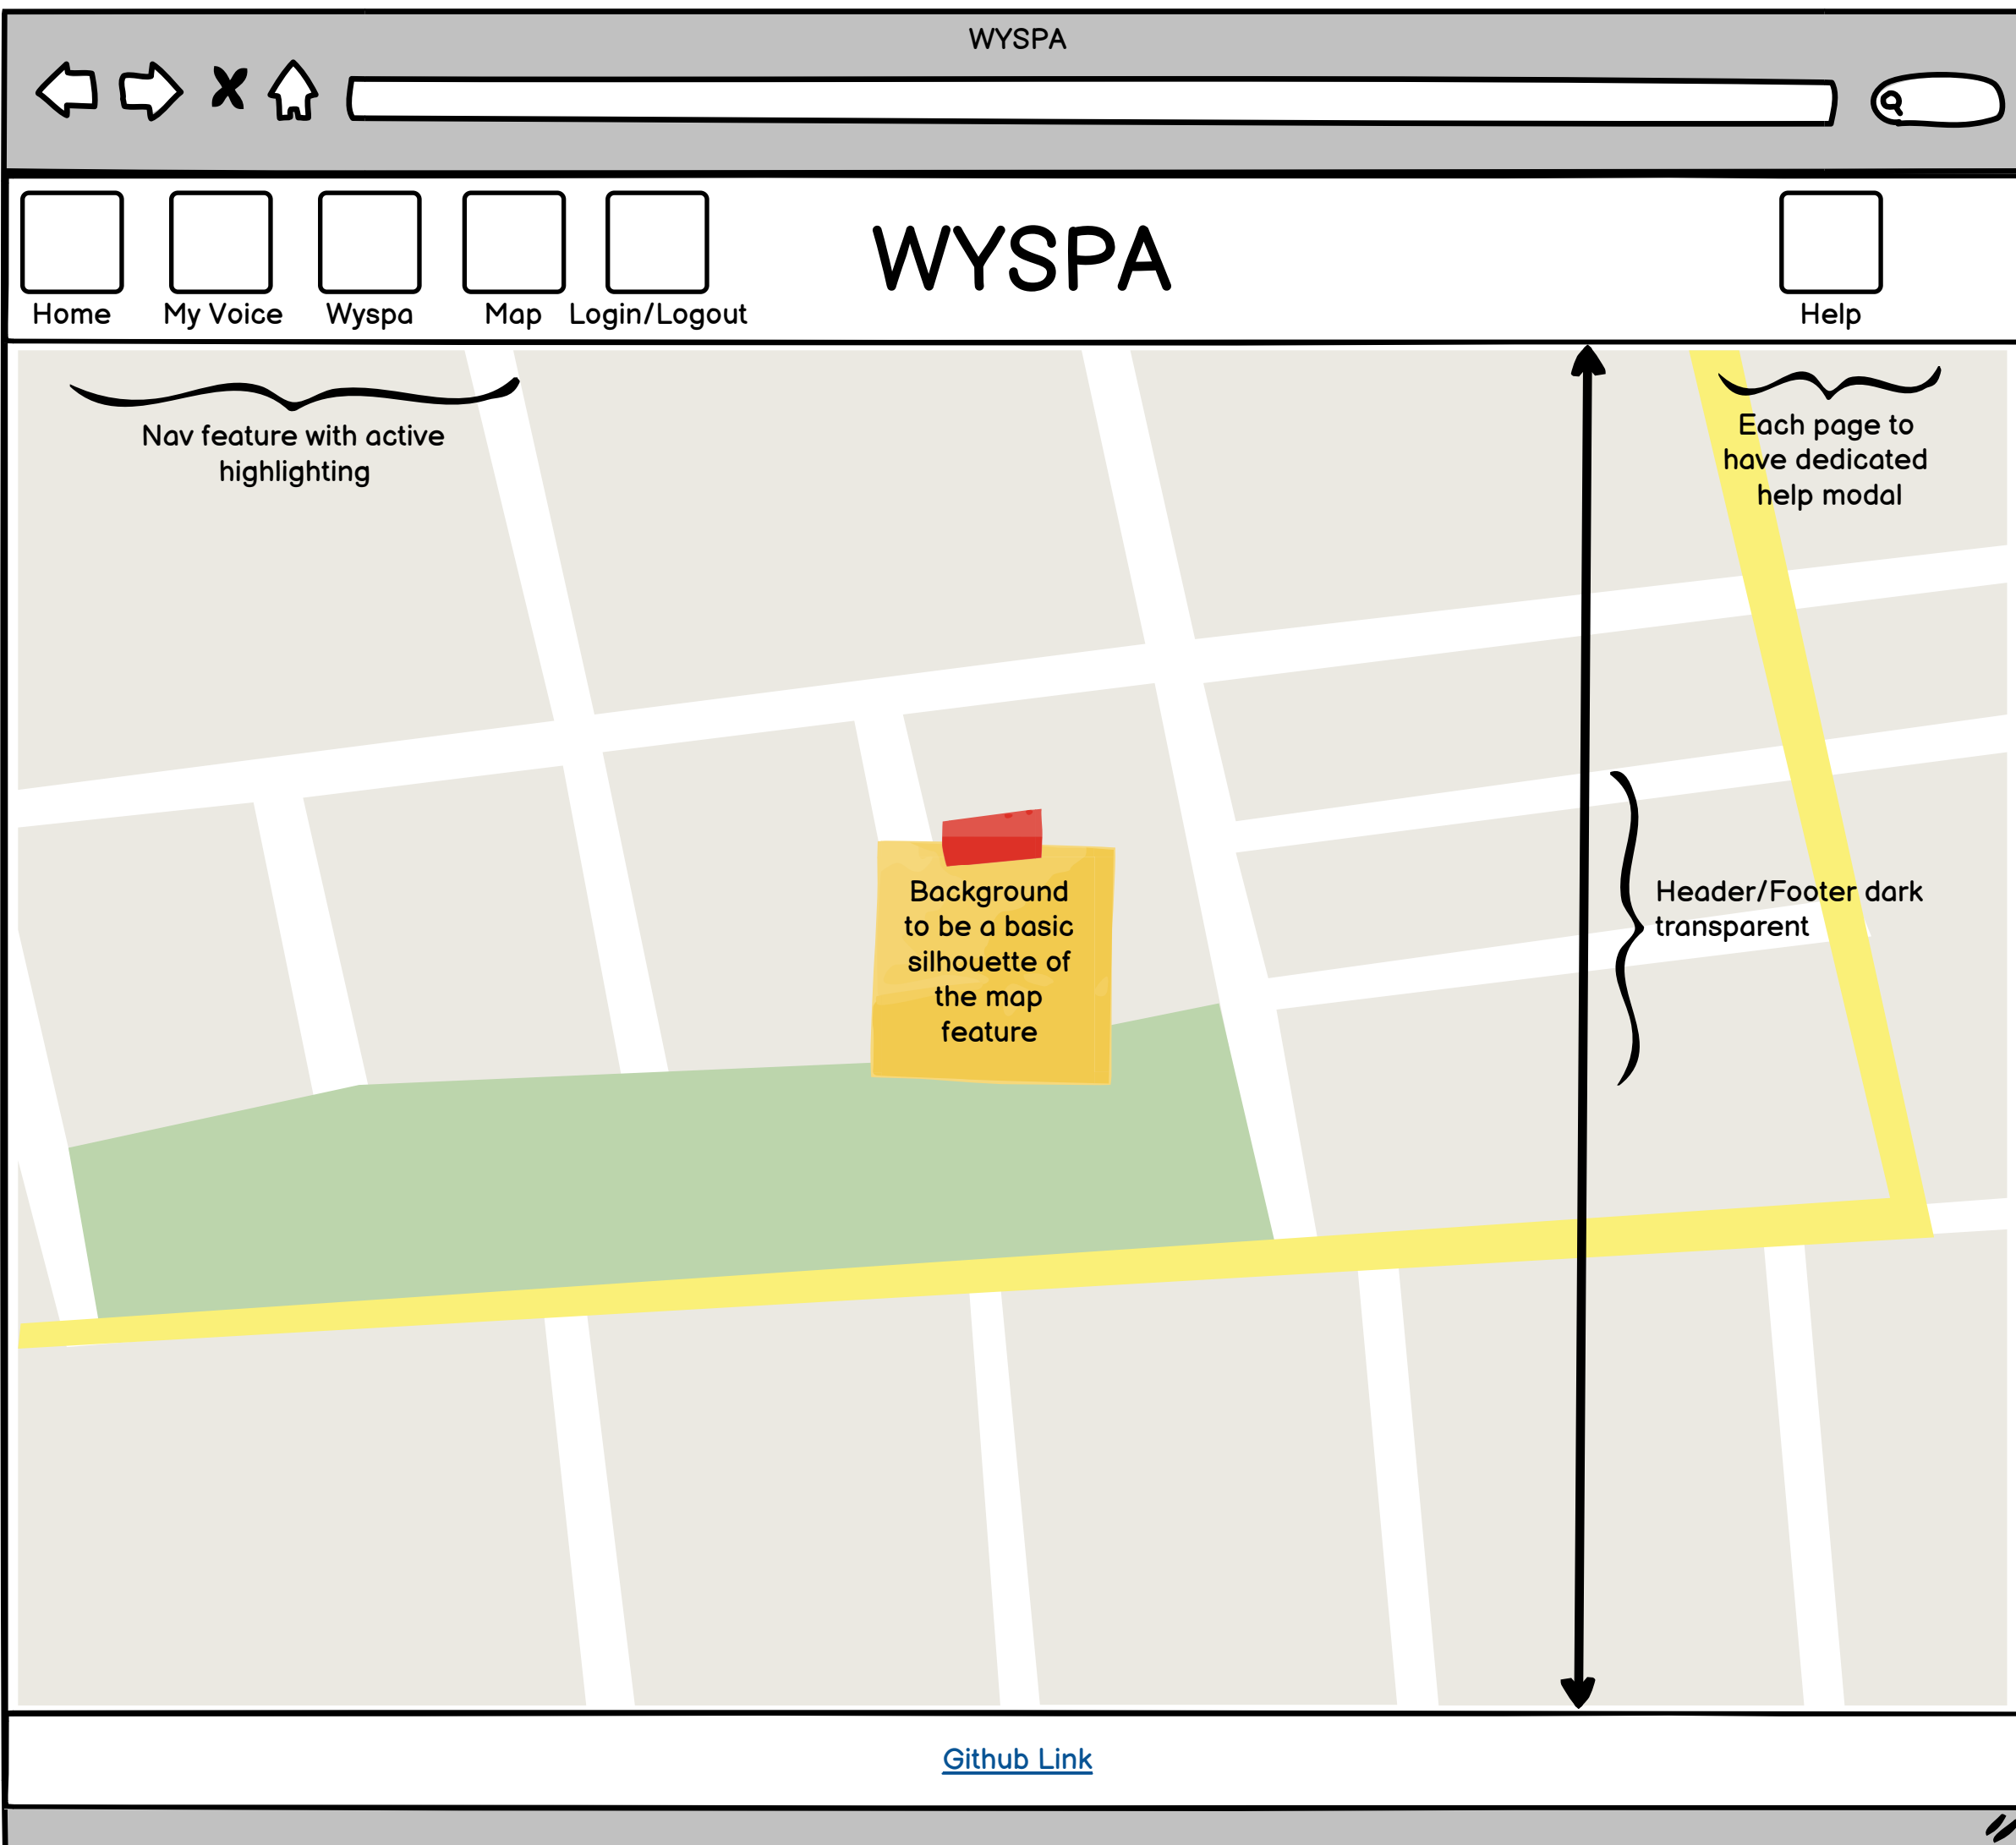 WYSPA
WYSPA
Home
My Voice
Wyspa
Map
Login/Logout
Help
Nav feature with active
highlighting
Each page to
have dedicated
help modal
Background
to be a basic
silhouette of
the map
feature
Header/Footer dark
transparent
Github Link